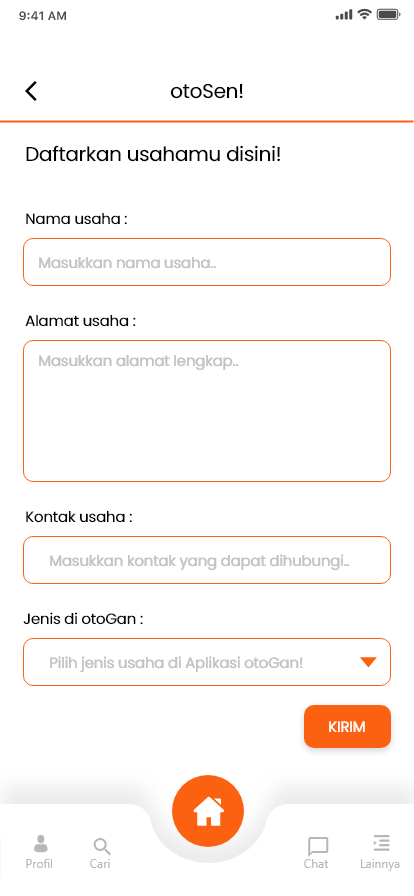 9:41 AM
otoSen!
Daftarkan usahamu disini!
Nama usaha :
Masukkan nama usaha..
Alamat usaha :
Masukkan alamat lengkap..
Kontak usaha :
Masukkan kontak yang dapat dihubungi..
Jenis di otoGan :
Pilih jenis usaha di Aplikasi otoGan!
KIRIM
Profil
Cari
Chat
Lainnya